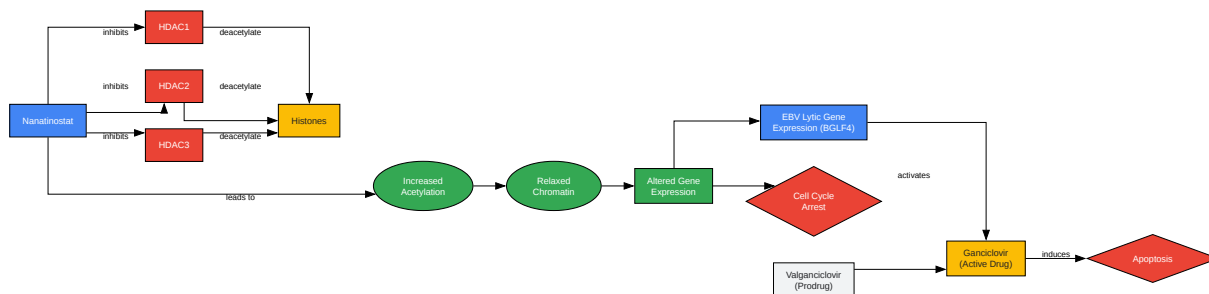 inhibits
HDAC1
deacetylate
inhibits
HDAC2
deacetylate
Nanatinostat
Histones
inhibits
HDAC3
deacetylate
leads to
Increased
Acetylation
Relaxed
Chromatin
Altered Gene
Expression
EBV Lytic Gene
Expression (BGLF4)
Cell Cycle
Arrest
activates
Valganciclovir
(Prodrug)
Ganciclovir
(Active Drug)
induces
Apoptosis